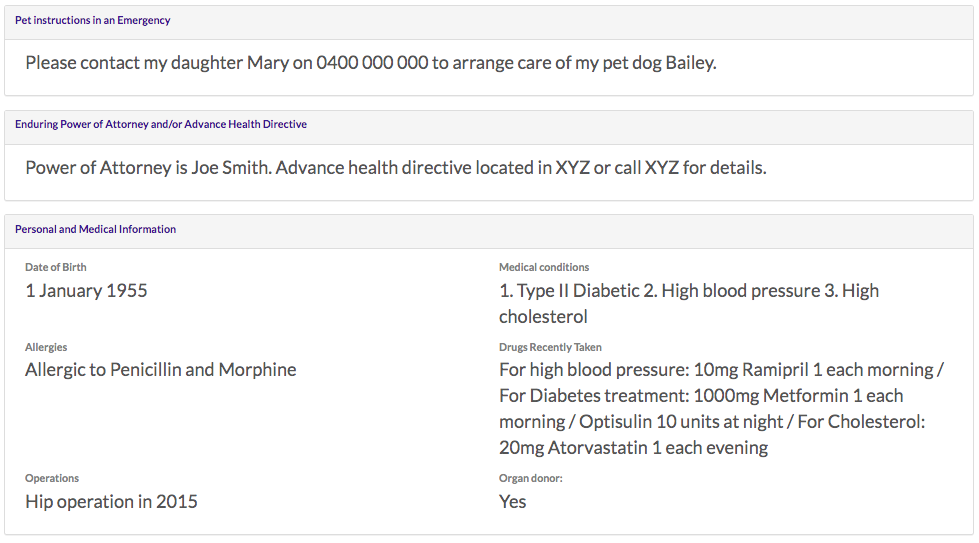 Pet instructions in an Emergency
Please contact my daughter Mary on 0400 000 000 to arrange care of my pet dog Bailey.
Enduring Power of Attorney and/or Advance Health Directive
Power of Attorney is Joe Smith. Advance health directive located in XYZ or call XYZ for details.
Personal and Medical Information
Date of Birth
1 January 1955
Medical conditions
1. Type II Diabetic 2. High blood pressure 3. High
cholesterol
Allergies
Allergic to Penicillin and Morphine
Drugs Recently Taken
For high blood pressure: 10mg Ramipril 1 each morning /
For Diabetes treatment: 1000mg Metformin 1 each
morning / Optisulin 10 units at night / For Cholesterol:
20mg Atorvastatin 1 each evening
Operations
Hip operation in 2015
Organ donor:
Yes